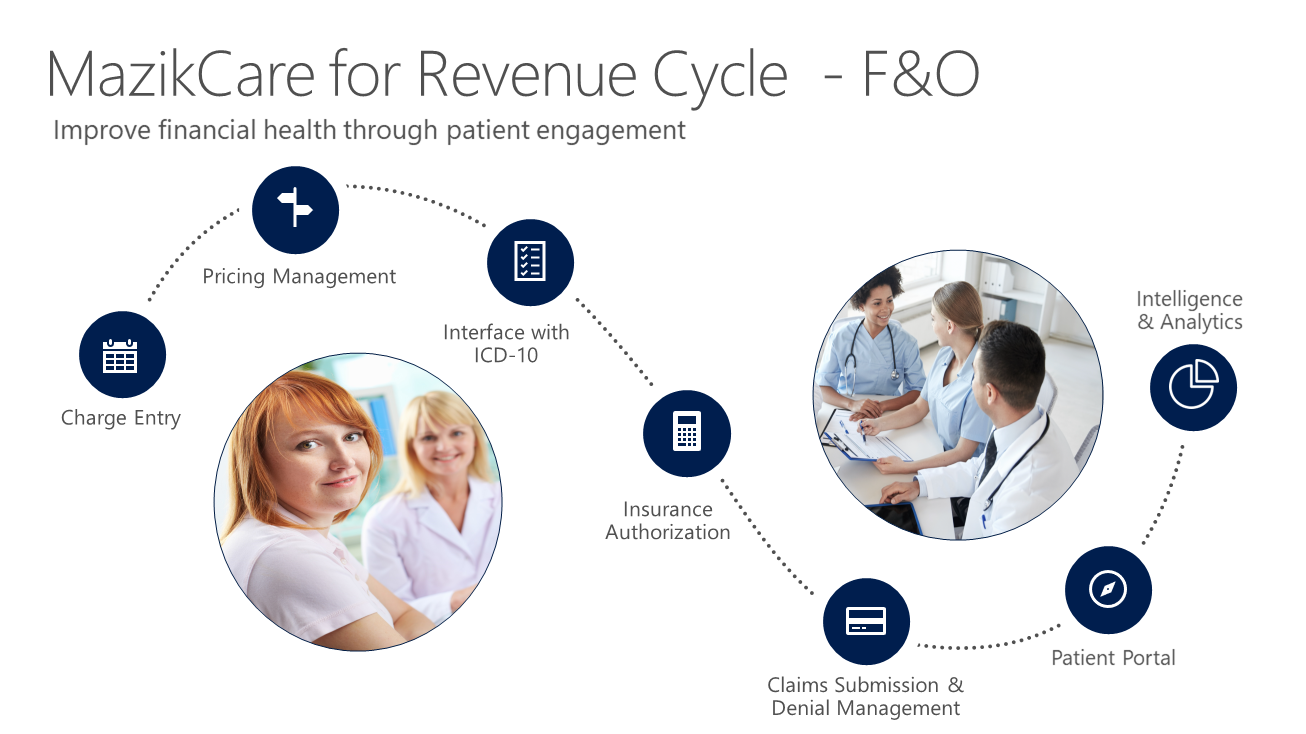 MazikCare for Revenue Cycle - F&O
Improve financial health through patient engagement
Charge Entry
Pricing Management
Interface with
ICD-10
Insurance
Authorization
Claims Submission &
Denial Management
Patient Portal
Intelligence
& Analytics